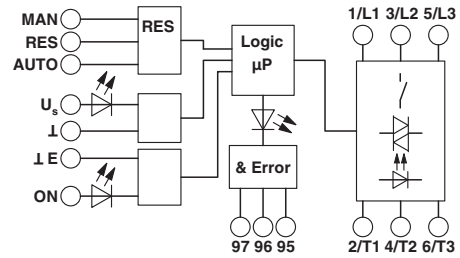 MAN
RES
AUTO
RES
Us
⊥
⊥ E
ON
Logic
µP
& Error
97 96 95
1/L1 3/L2 5/L3
2/T1 4/T2 6/T3